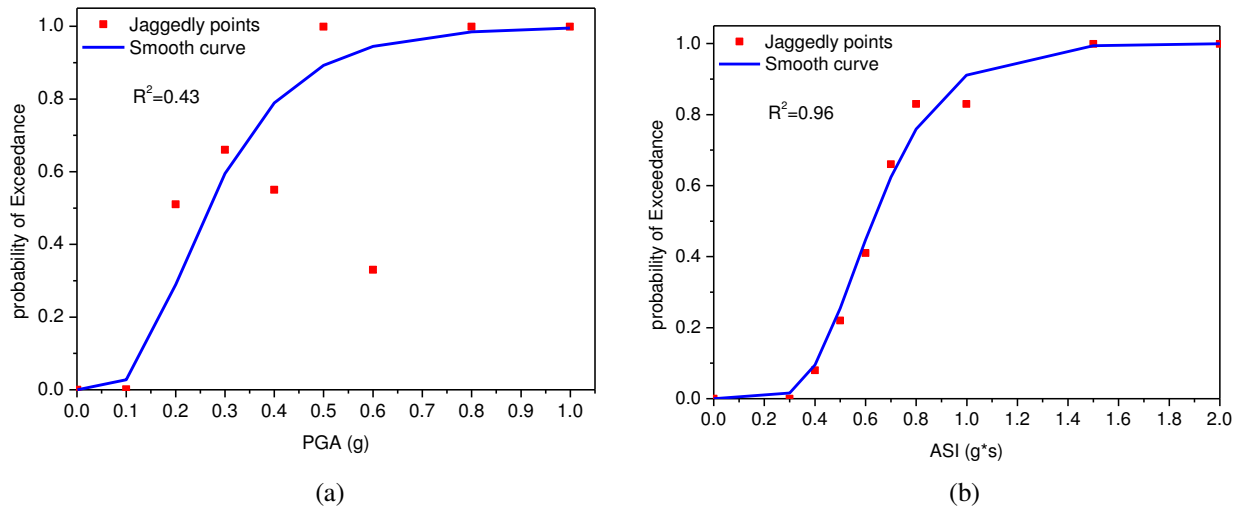 Jaggedly points
Smooth curve
R²=0.43
1.0
0.8
0.6
0.4
0.2
0.0
probability of Exceedance
0.0 0.1 0.2 0.3 0.4 0.5 0.6 0.7 0.8 0.9 1.0
PGA (g)
(a)
Jaggedly points
Smooth curve
R²=0.96
1.0
0.8
0.6
0.4
0.2
0.0
probability of Exceedance
0.0 0.2 0.4 0.6 0.8 1.0 1.2 1.4 1.6 1.8 2.0
ASI (g*s)
(b)